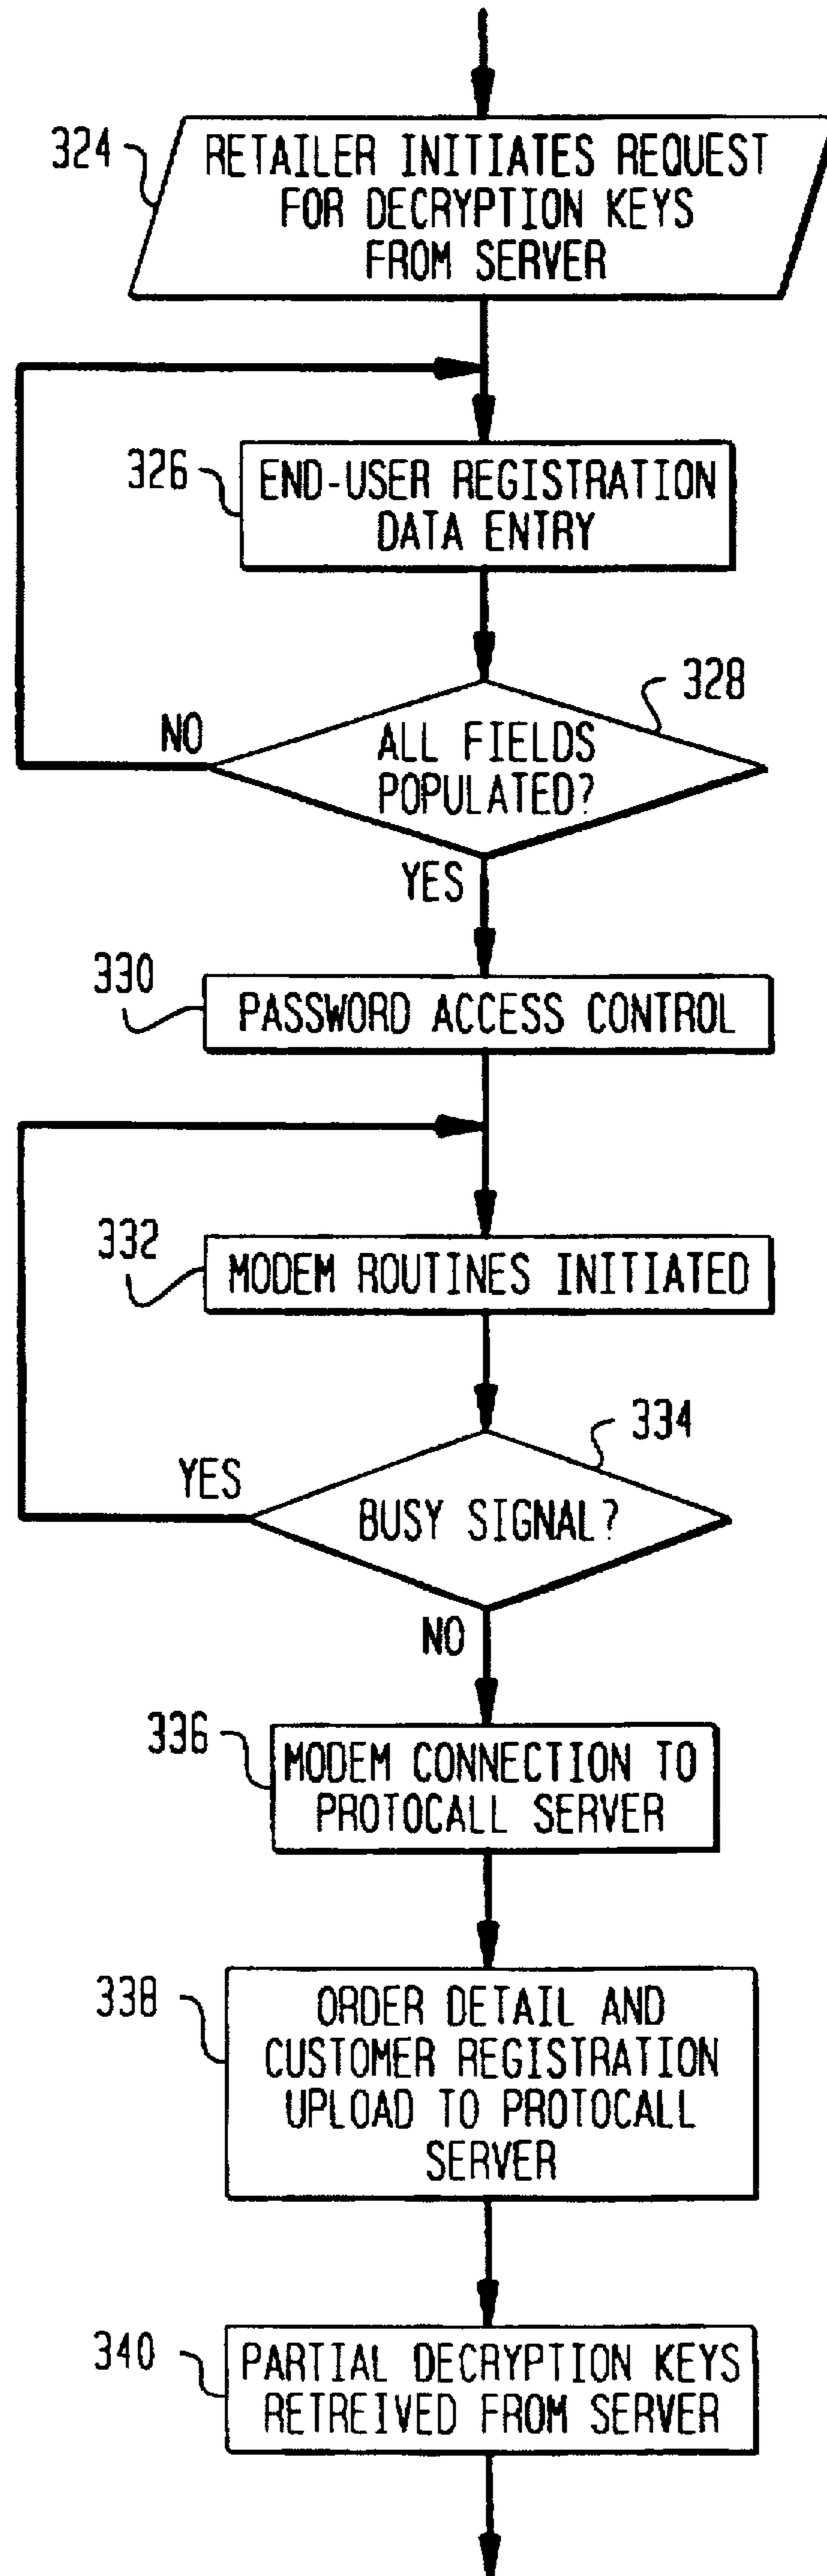 324
RETAILER INITIATES REQUEST
FOR DECRYPTION KEYS
FROM SERVER
326
END-USER REGISTRATION
DATA ENTRY
328
NO
ALL FIELDS
POPULATED?
YES
330
PASSWORD ACCESS CONTROL
332
MODEM ROUTINES INITIATED
334
YES
BUSY SIGNAL?
NO
336
MODEM CONNECTION TO
PROTOCALL SERVER
338
ORDER DETAIL AND
CUSTOMER REGISTRATION
UPLOAD TO PROTOCALL
SERVER
340
PARTIAL DECRYPTION KEYS
RETREIVED FROM SERVER